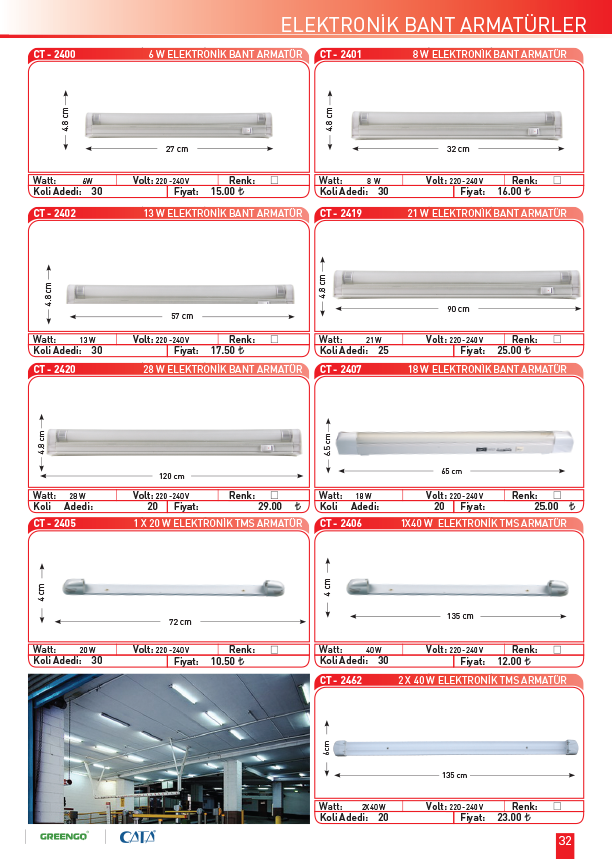 ELEKTRONİK BANT ARMATÜRLER
CT - 2400 6 W ELEKTRONİK BANT ARMATÜR
4.8 cm
27 cm
Watt: 6W Volt: 220 -240 V Renk: □
Koli Adedi: 30 Fiyat: 15.00 ₺
CT - 2401 8 W ELEKTRONİK BANT ARMATÜR
4.8 cm
32 cm
Watt: 8 W Volt: 220 -240 V Renk: □
Koli Adedi: 30 Fiyat: 16.00 ₺
CT - 2402 13 W ELEKTRONİK BANT ARMATÜR
4.8 cm
57 cm
Watt: 13 W Volt: 220 -240 V Renk: □
Koli Adedi: 30 Fiyat: 17.50 ₺
CT - 2419 21 W ELEKTRONİK BANT ARMATÜR
4.8 cm
90 cm
Watt: 21 W Volt: 220 -240 V Renk: □
Koli Adedi: 25 Fiyat: 25.00 ₺
CT - 2420 28 W ELEKTRONİK BANT ARMATÜR
4.8 cm
120 cm
Watt: 28 W Volt: 220 -240 V Renk: □
Koli Adedi: 20 Fiyat: 29.00 ₺
CT - 2407 18 W ELEKTRONİK BANT ARMATÜR
6.5 cm
65 cm
Watt: 18 W Volt: 220 -240 V Renk: □
Koli Adedi: 20 Fiyat: 25.00 ₺
CT - 2405 1 X 20 W ELEKTRONİK TMS ARMATÜR
4 cm
72 cm
Watt: 20 W Volt: 220 -240 V Renk: □
Koli Adedi: 30 Fiyat: 10.50 ₺
CT - 2406 1X40 W ELEKTRONİK TMS ARMATÜR
4 cm
135 cm
Watt: 40 W Volt: 220 -240 V Renk: □
Koli Adedi: 30 Fiyat: 12.00 ₺
CT - 2462 2 X 40 W ELEKTRONİK TMS ARMATÜR
6cm
135 cm
Watt: 2X40 W Volt: 220 -240 V Renk: □
Koli Adedi: 20 Fiyat: 23.00 ₺
GREENGO CATA 32